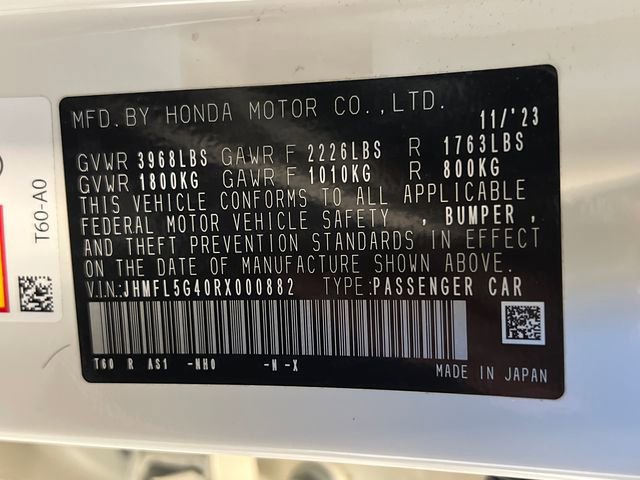 MFD.BY HONDA MOTOR CO.,LTD.
11/'23
GVWR 3968LBS GAWR F 2226LBS R 1763LBS
GVWR 1800KG GAWR F 1010KG R 800KG
THIS VEHICLE CONFORMS TO ALL APPLICABLE
FEDERAL MOTOR VEHICLE SAFETY , BUMPER ,
AND THEFT PREVENTION STANDARDS IN EFFECT
ON THE DATE OF MANUFACTURE SHOWN ABOVE.
V.I.N.:JHMFL5G40RX000882 TYPE:PASSENGER CAR
T60 R AS1 -NH0 -N -X
MADE IN JAPAN
T60-A0